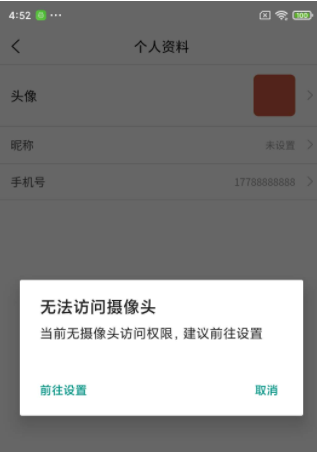 4:52
100
个人资料
头像
昵称
未设置
手机号
17788888888
无法访问摄像头
当前无摄像头访问权限，建议前往设置
前往设置
取消